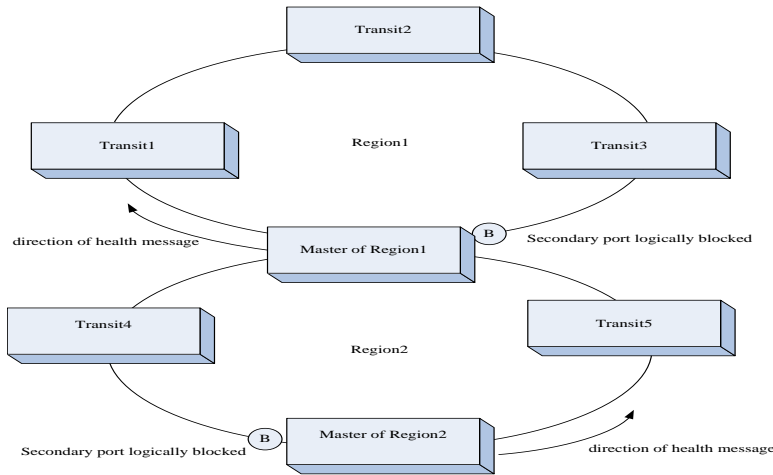 Transit2
Transit1
Region1
Transit3
direction of health message
Master of Region1
B
Secondary port logically blocked
Transit4
Region2
Transit5
Secondary port logically blocked
B
Master of Region2
direction of health message